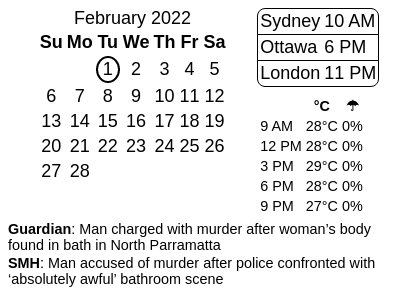 February 2022
Su Mo Tu We Th Fr Sa
1 2 3 4 5
6 7 8 9 10 11 12
13 14 15 16 17 18 19
20 21 22 23 24 25 26
27 28
Sydney 10 AM
Ottawa 6 PM
London 11 PM
°C ☂
9 AM 28°C 0%
12 PM 28°C 0%
3 PM 29°C 0%
6 PM 28°C 0%
9 PM 27°C 0%
Guardian: Man charged with murder after woman’s body
found in bath in North Parramatta
SMH: Man accused of murder after police confronted with
‘absolutely awful’ bathroom scene